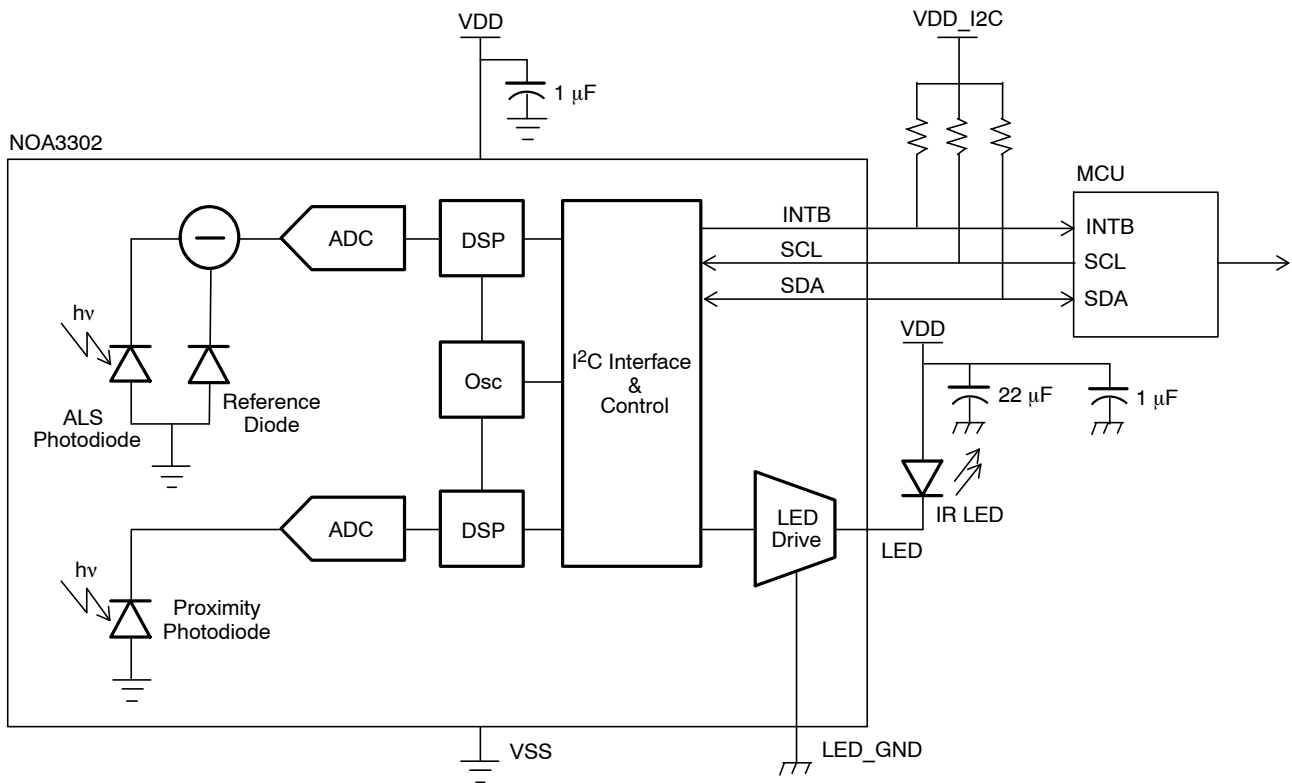 VDD
1 μF
VDD_I2C
NOA3302
MCU
ADC
DSP
INTB
SCL
SDA
INTB
SCL
SDA
hν
Osc
I²C Interface
&
Control
VDD
22 μF
1 μF
ALS
Photodiode
Reference
Diode
IR LED
ADC
DSP
LED
Drive
LED
hν
Proximity
Photodiode
VSS
LED_GND